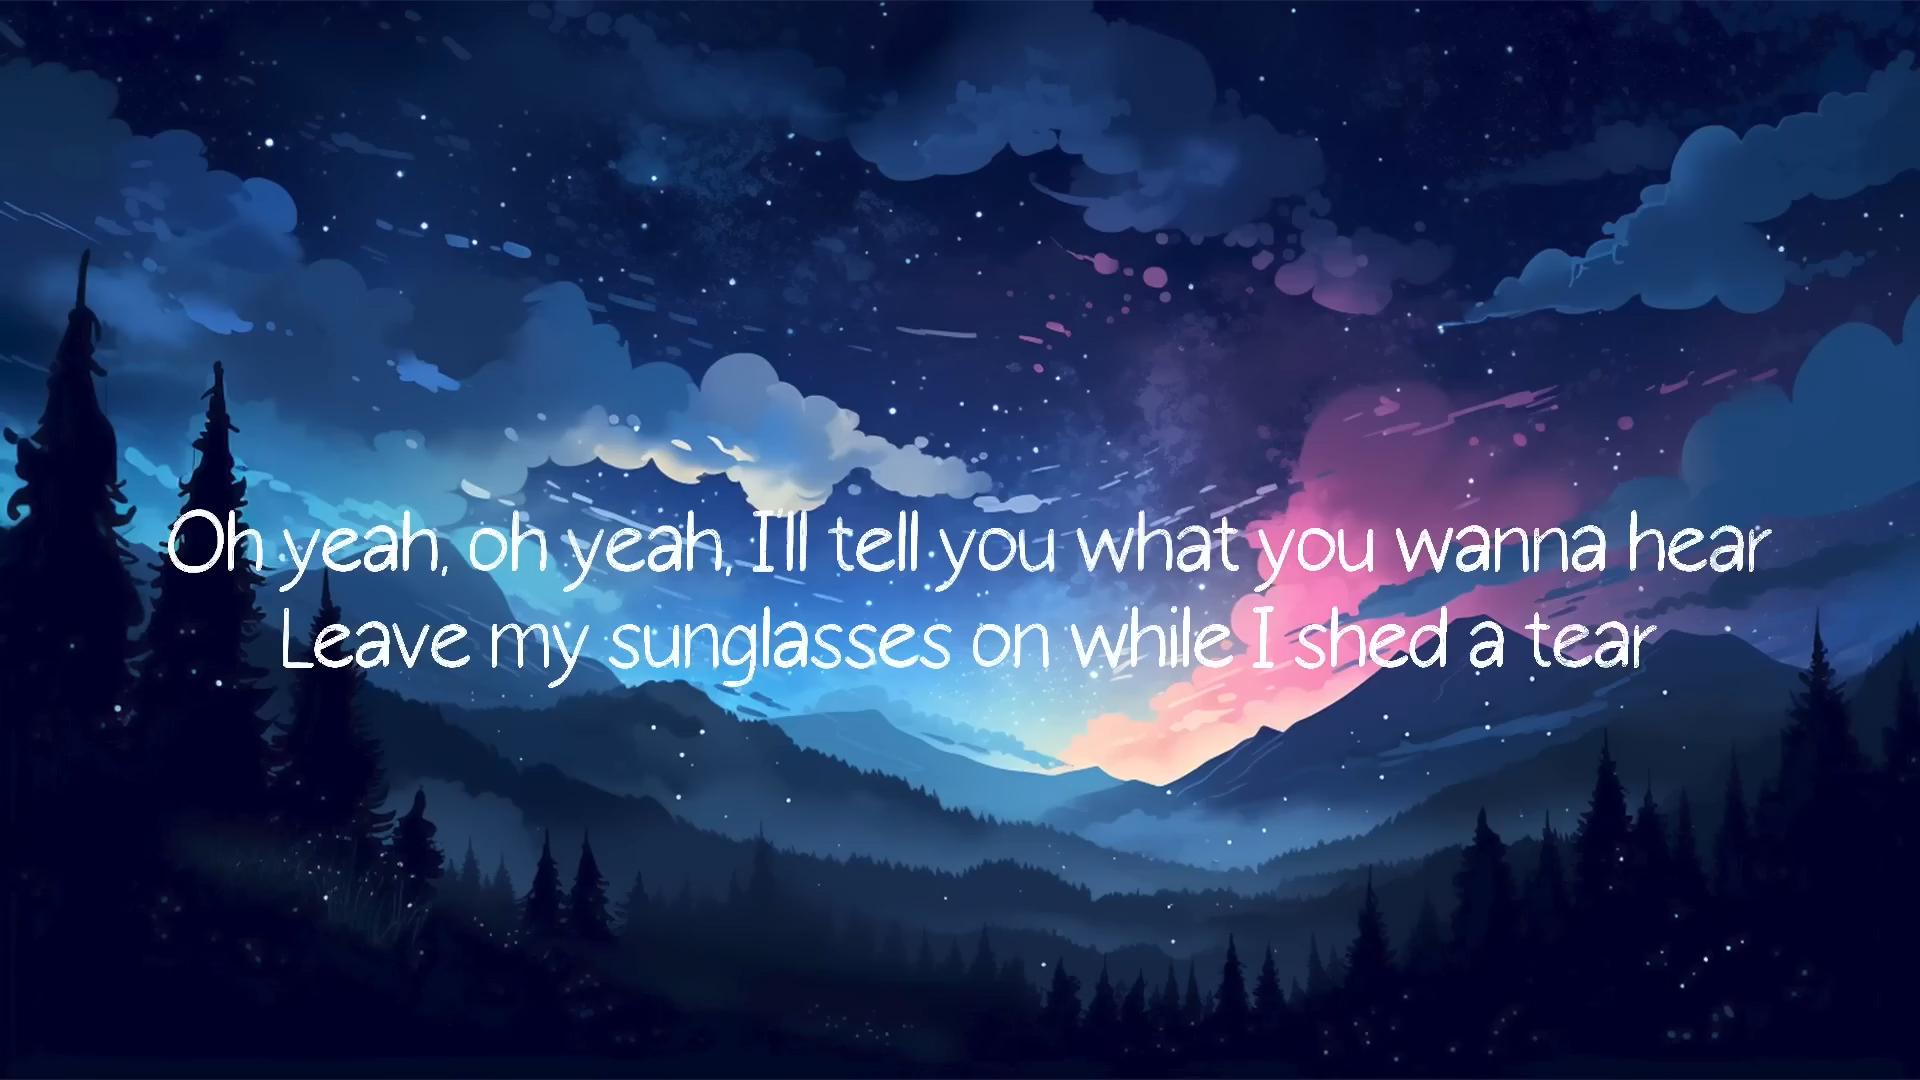 Oh yeah, oh yeah, I'll tell you what you wanna hear
Leave my sunglasses on while I shed a tear